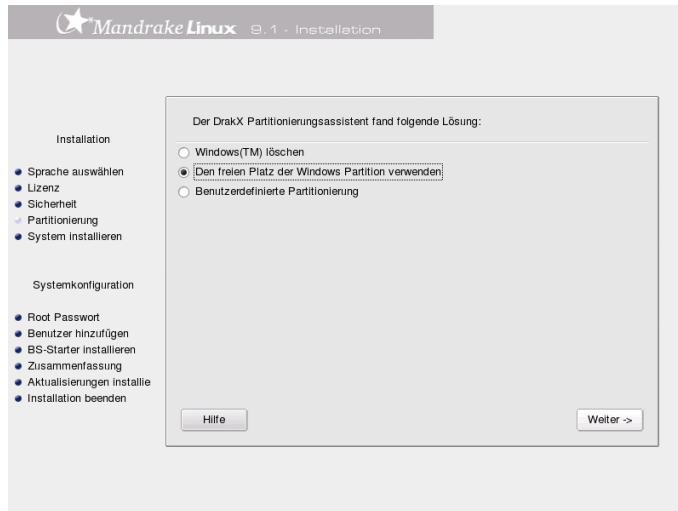 Mandrake Linux 9.1 - Installation
Installation
Sprache auswählen
Lizenz
Sicherheit
Partitionierung
System installieren
Systemkonfiguration
Root Passwort
Benutzer hinzufügen
BS-Starter installieren
Zusammenfassung
Aktualisierungen installie
Installation beenden
Der DrakX Partitionierungsassistent fand folgende Lösung:
Windows(TM) löschen
Den freien Platz der Windows Partition verwenden
Benutzerdefinierte Partitionierung
Hilfe
Weiter ->